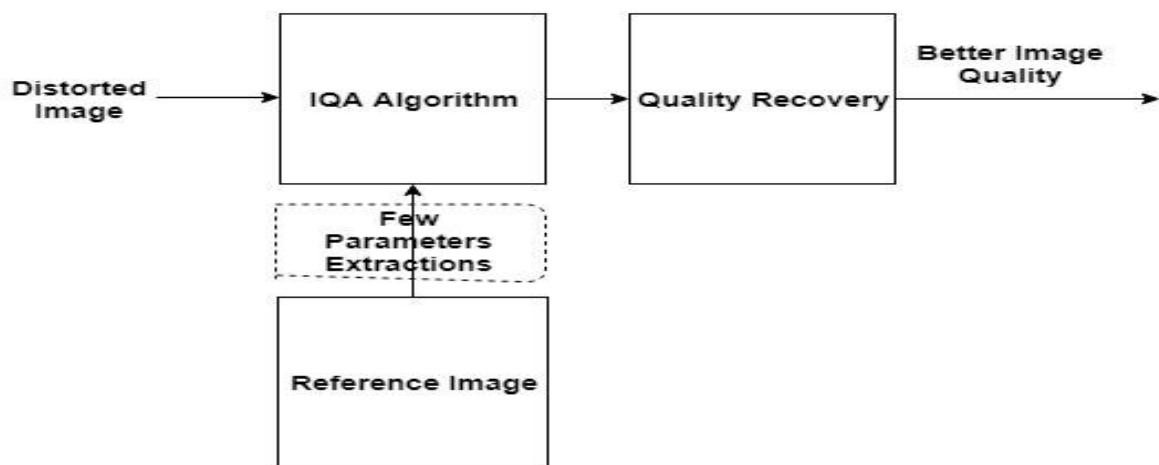 Distorted
Image
IQA Algorithm
Quality Recovery
Better Image
Quality
Few
Parameters
Extractions
Reference Image